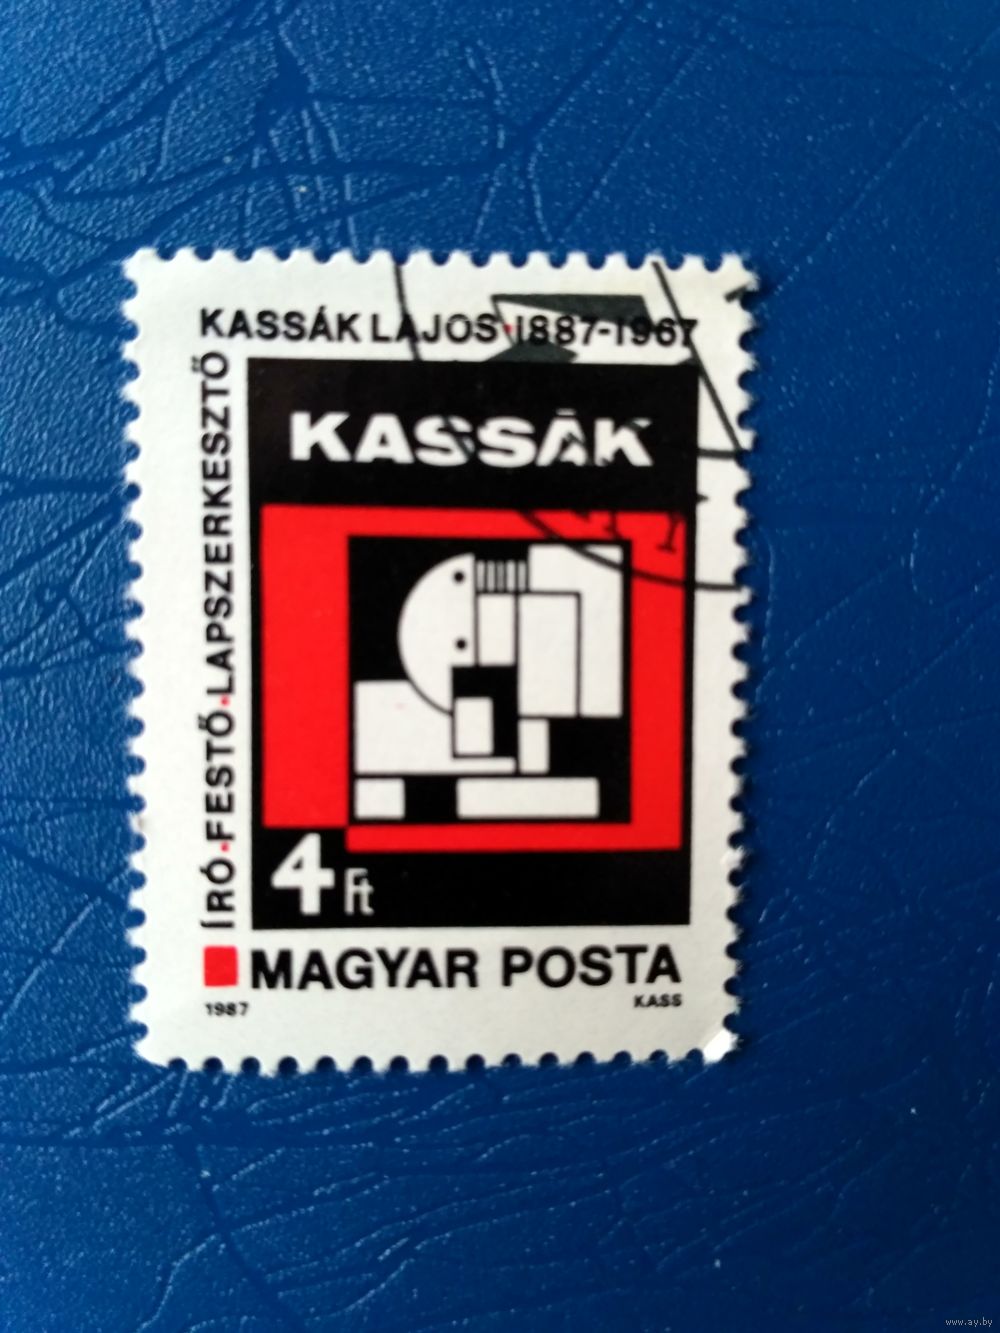 KASSÁK LAJOS·1887-1967
ÍRÓ·FESTŐ·LAPSZERKESZTŐ
KASSÁK
4 Ft
MAGYAR POSTA
1987
KASS
www.ay.by